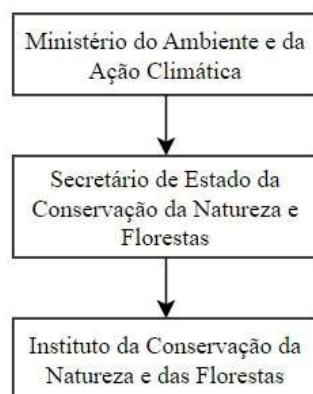 Ministério do Ambiente e da
Ação Climática
Secretário de Estado da
Conservação da Natureza e
Florestas
Instituto da Conservação da
Natureza e das Florestas